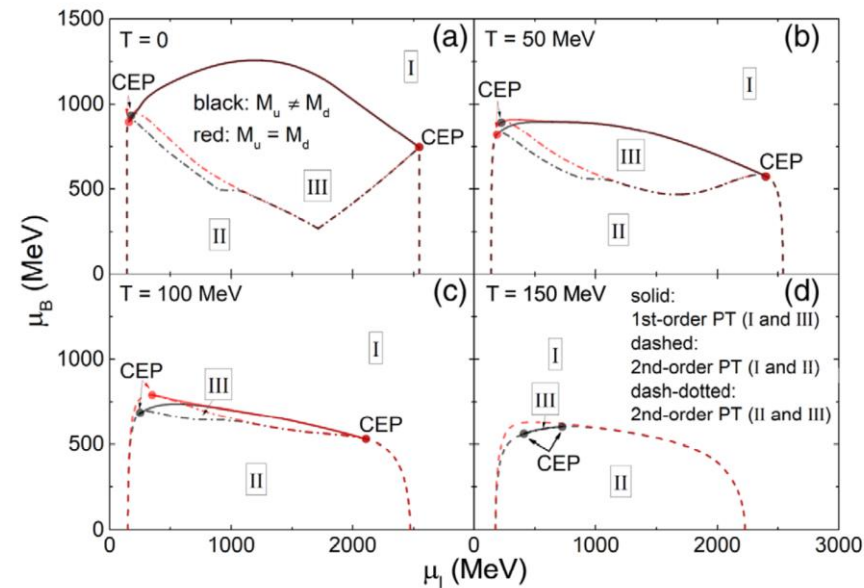 1500
1000
500
0
T = 0
(a)
I
CEP
black: M_u ≠ M_d
red: M_u = M_d
CEP
III
II
T = 50 MeV
(b)
I
CEP
III
CEP
II
μ_B (MeV)
T = 100 MeV
(c)
I
CEP
III
CEP
II
1000
500
0
0
1000
2000
T = 150 MeV
(d)
I
III
CEP
II
solid:
1st-order PT (I and III)
dashed:
2nd-order PT (I and II)
dash-dotted:
2nd-order PT (II and III)
0
1000
2000
3000
μ_I (MeV)